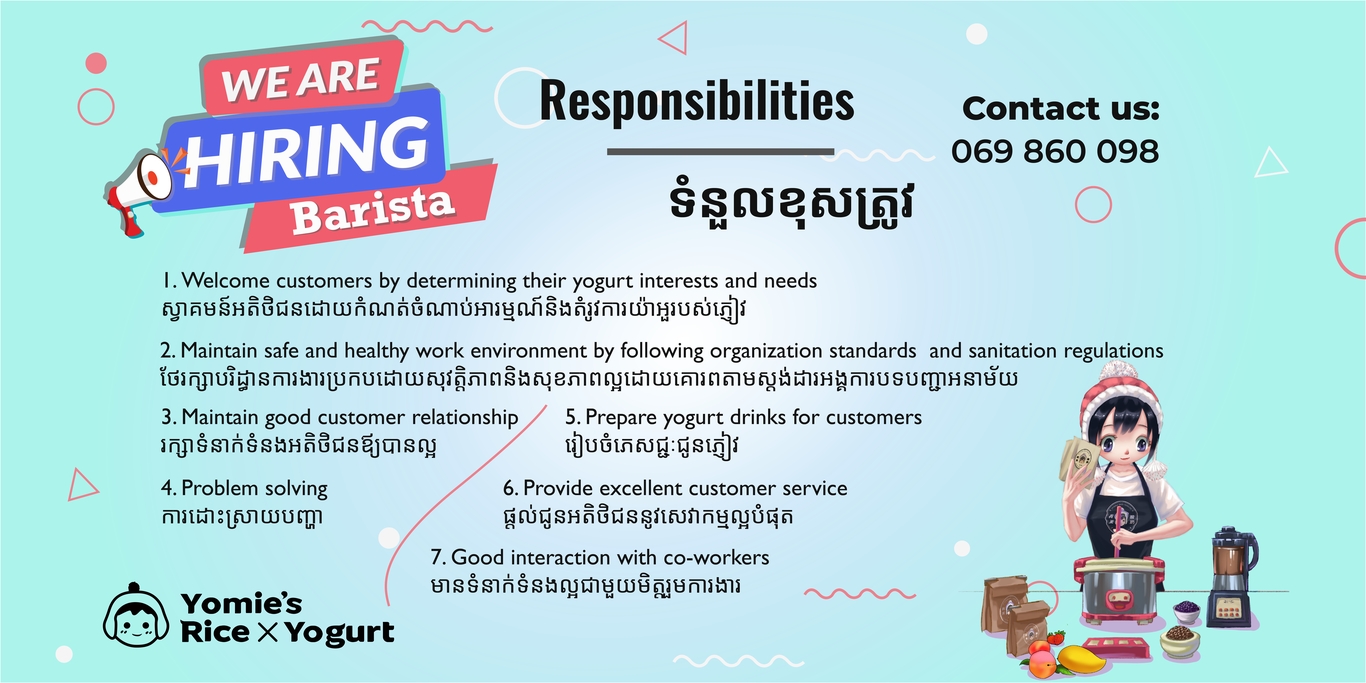 WE ARE
HIRING
Barista
Responsibilities
ទំនួលខុសត្រូវ
Contact us:
069 860 098
1. Welcome customers by determining their yogurt interests and needs
ស្វាគមន៍អតិថិជនដោយកំណត់ចំណាប់អារម្មណ៍និងតំរូវការយ៉ាអួរបស់ភ្ញៀវ
2. Maintain safe and healthy work environment by following organization standards and sanitation regulations
ថែរក្សាបរិដ្ឋានការងារប្រកបដោយសុវត្តិភាពនិងសុខភាពល្អដោយគោរពតាមស្តង់ដារអង្គការបទបញ្ជាអនាម័យ
3. Maintain good customer relationship
រក្សាទំនាក់ទំនងអតិថិជនឪ្យបានល្អ
4. Problem solving
ការដោះស្រាយបញ្ហា
5. Prepare yogurt drinks for customers
រៀបចំភេសជ្ជៈជូនភ្ញៀវ
6. Provide excellent customer service
ផ្តល់ជូនអតិថិជននូវសេវាកម្មល្អបំផុត
7. Good interaction with co-workers
មានទំនាក់ទំនងល្អជាមួយមិត្តរួមការងារ
Yomie's
Rice X Yogurt